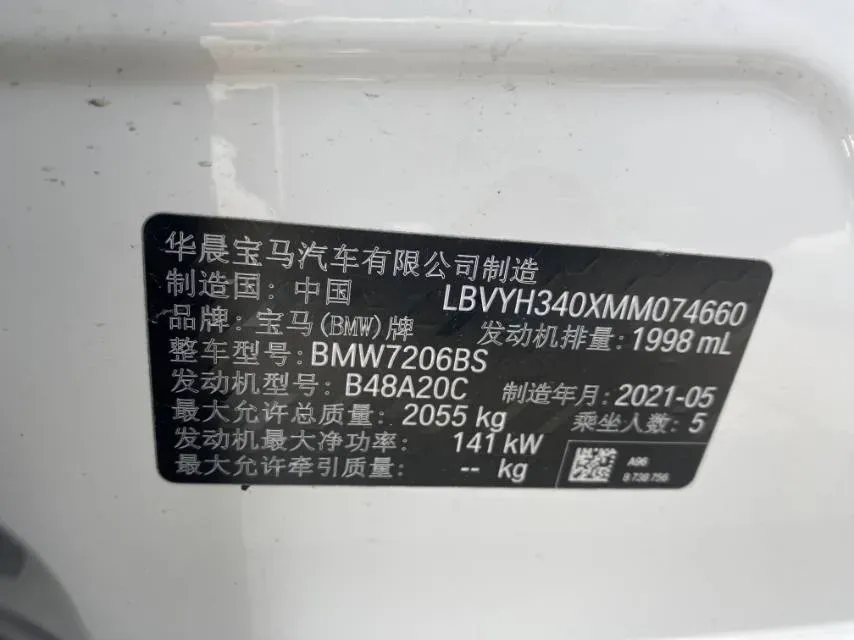 华晨宝马汽车有限公司制造
制造国: 中国 LBVYH340XMM074660
品牌: 宝马(BMW)牌 发动机排量: 1998 mL
整车型号: BMW7206BS
发动机型号: B48A20C 制造年月: 2021-05
最大允许总质量: 2055 kg 乘坐人数: 5
发动机最大净功率: 141 kW
最大允许牵引质量: -- kg
A96
8 738 756